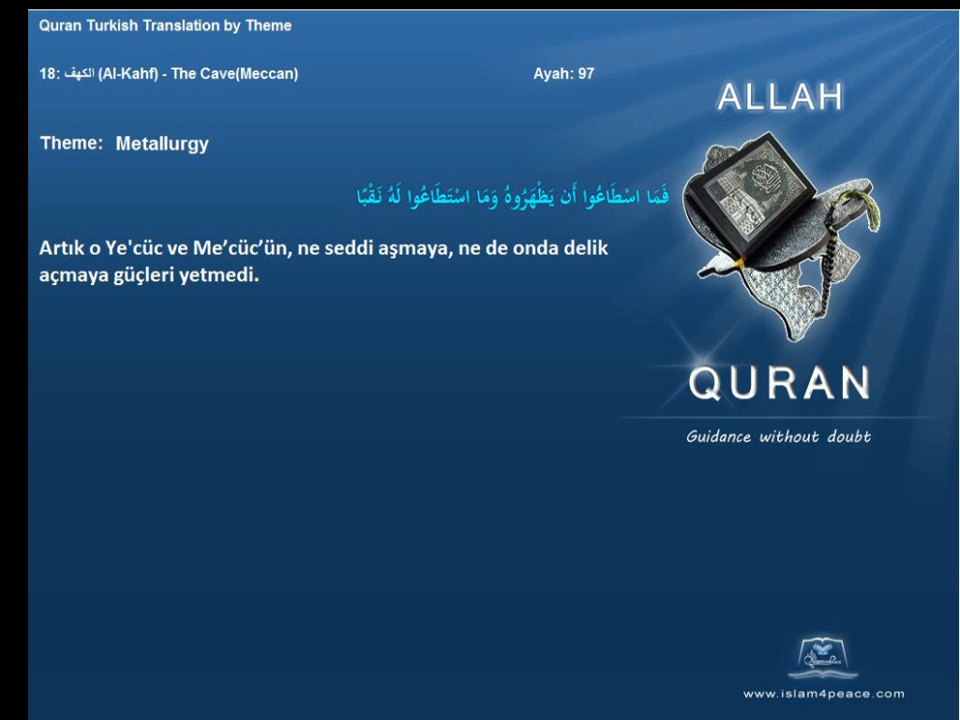 Quran Turkish Translation by Theme
18: الكهف (Al-Kahf) - The Cave(Meccan) Ayah: 97
ALLAH
Theme: Metallurgy
فَمَا اسْطَاعُوا أَن يَظْهَرُوهُ وَمَا اسْتَطَاعُوا لَهُ نَقْبًا
Artık o Ye'cüc ve Me’cüc’ün, ne seddi aşmaya, ne de onda delik
açmaya güçleri yetmedi.
QURAN
Guidance without doubt
www.islam4peace.com